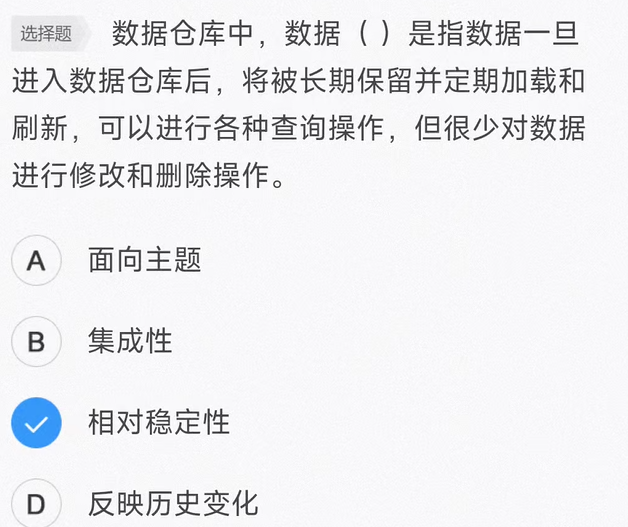 选择题 数据仓库中，数据（ ）是指数据一旦
进入数据仓库后，将被长期保留并定期加载和
刷新，可以进行各种查询操作，但很少对数据
进行修改和删除操作。
A 面向主题
B 集成性
相对稳定性
D 反映历史变化